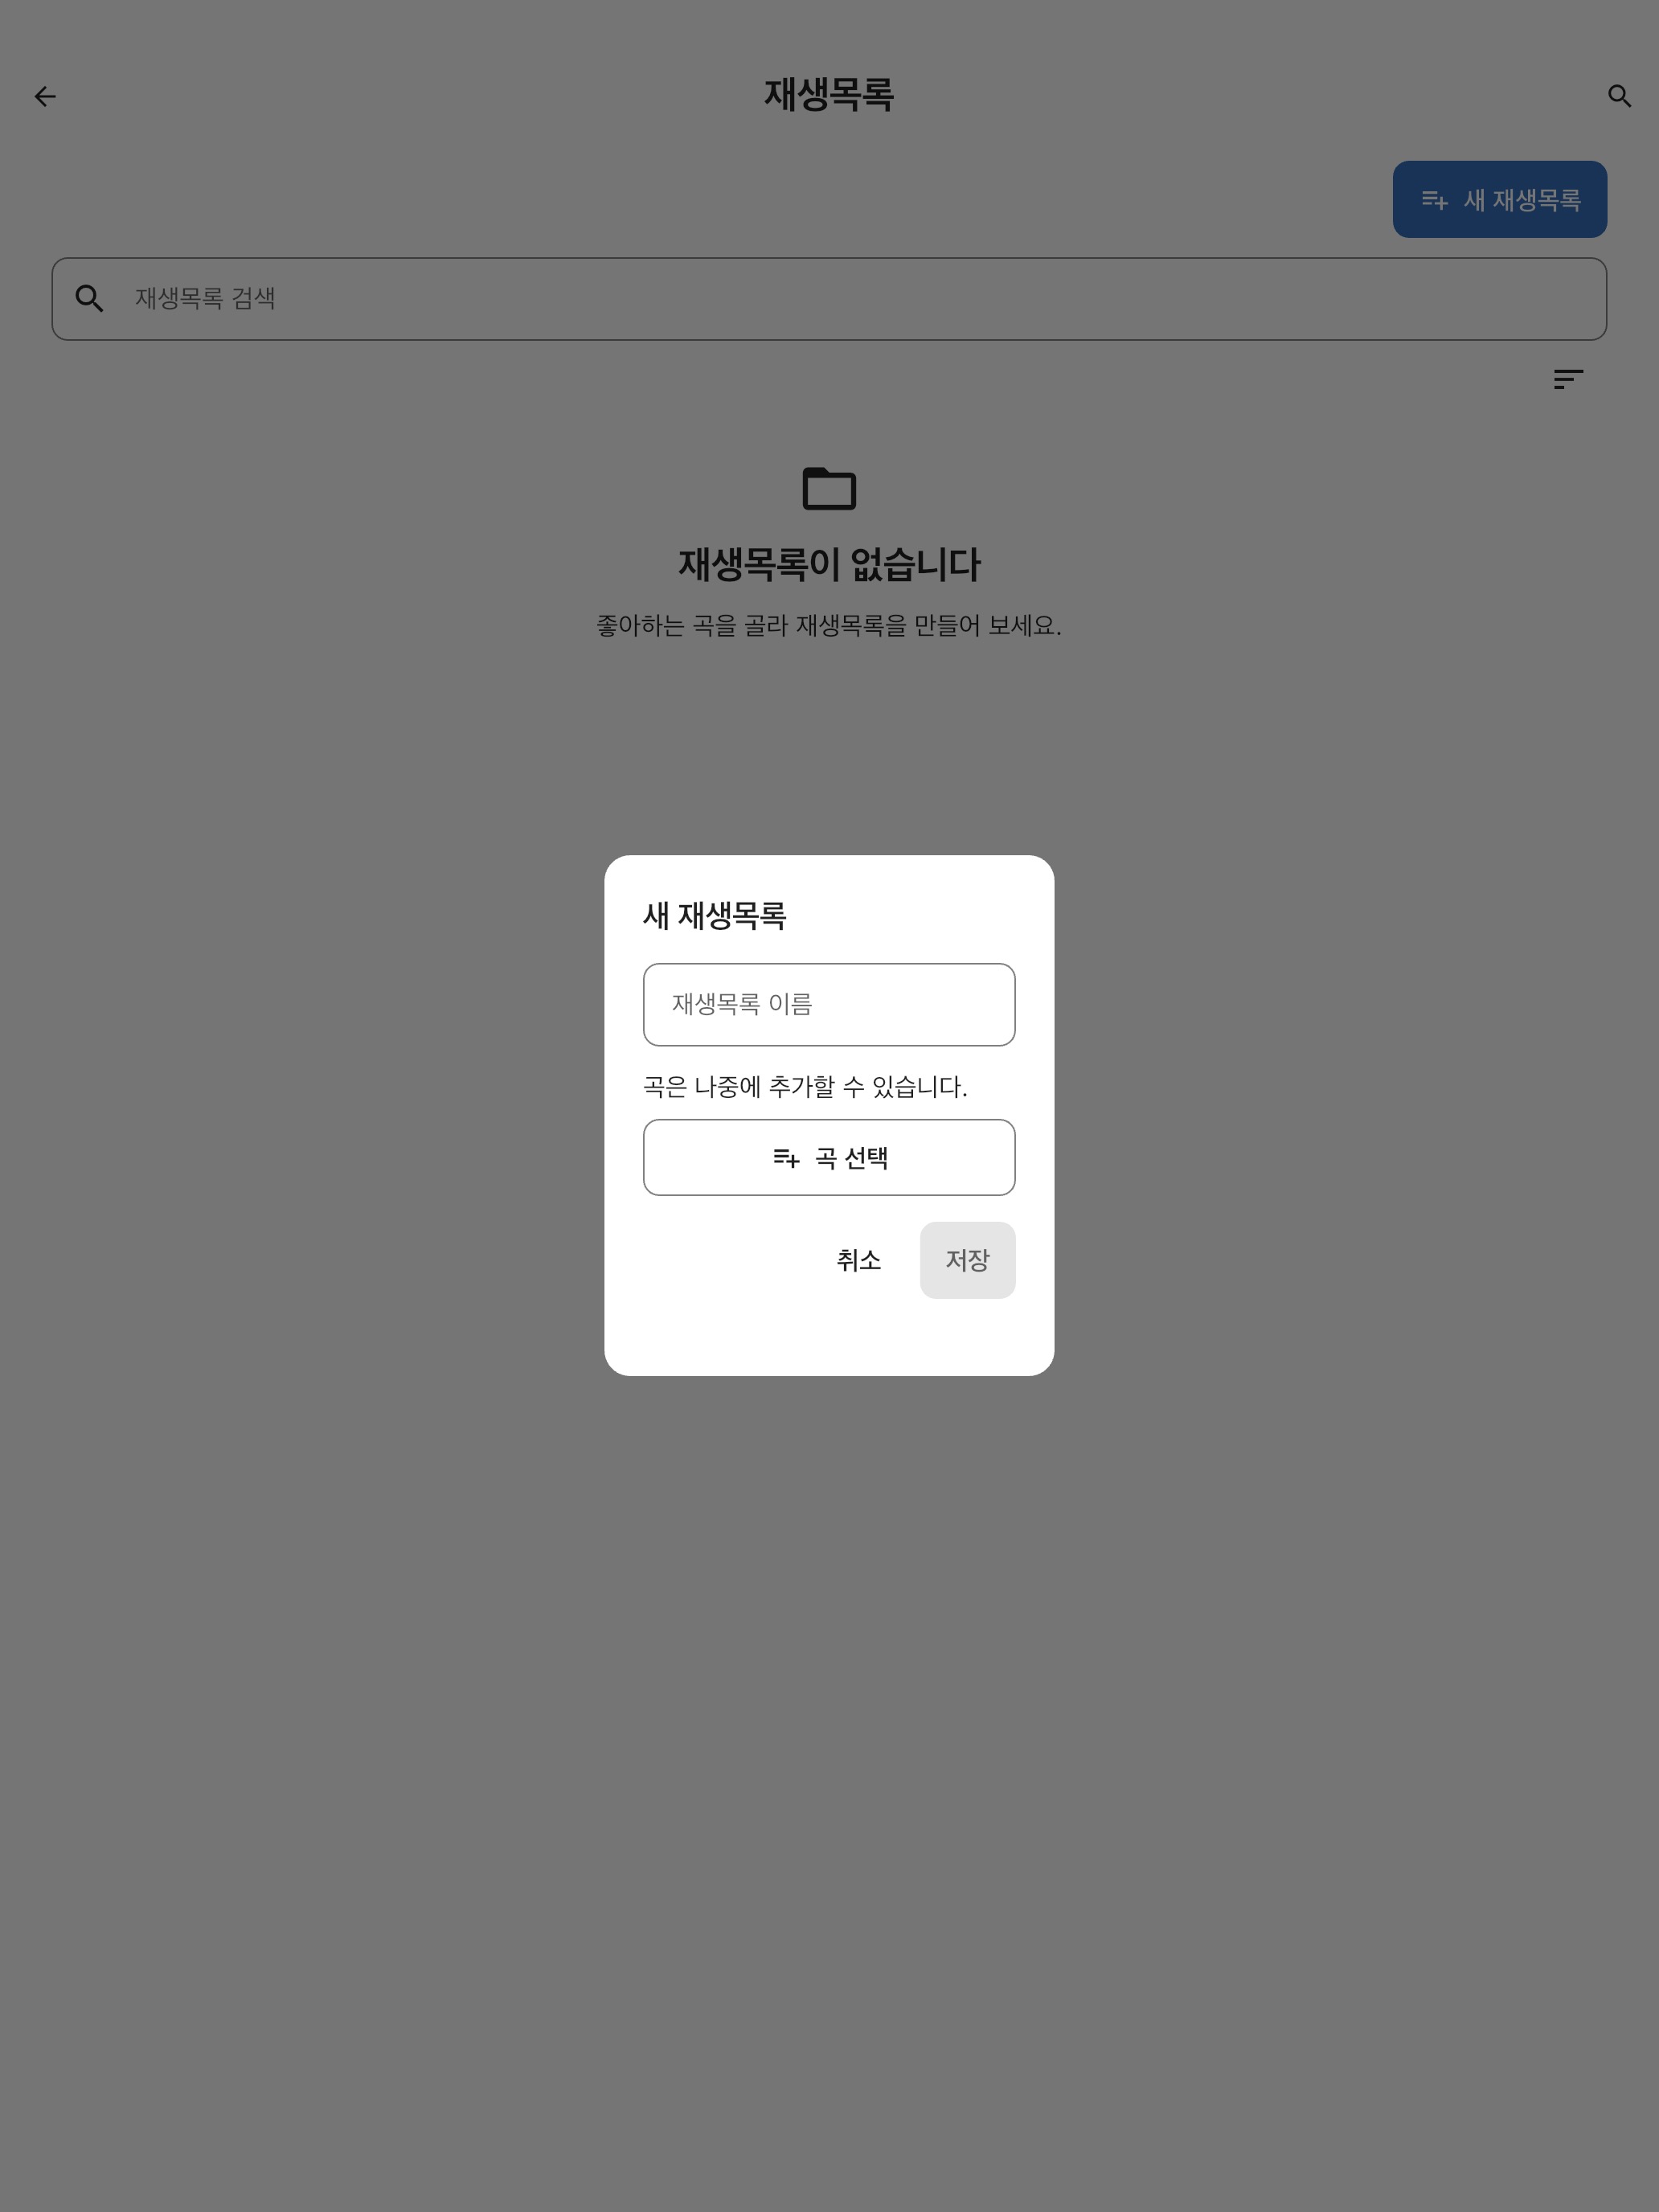 재생목록
새 재생목록
재생목록 검색
재생목록이 없습니다
좋아하는 곡을 골라 재생목록을 만들어 보세요.
새 재생목록
재생목록 이름
곡은 나중에 추가할 수 있습니다.
곡 선택
취소
저장